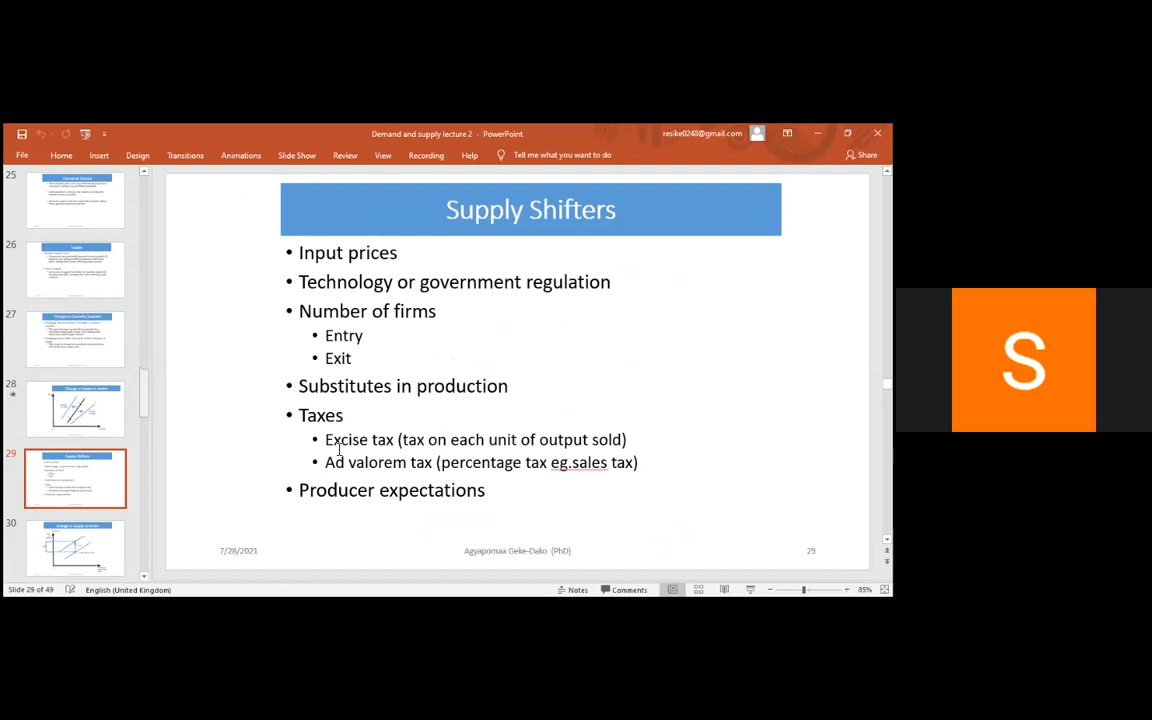 Demand and supply lecture 2 - PowerPoint
resike0248@gmail.com
File Home Insert Design Transitions Animations Slide Show Review View Recording Help Tell me what you want to do Share
25
26
Supply
27
28
29
Supply Shifters
30
Supply Shifters
• Input prices
• Technology or government regulation
• Number of firms
• Entry
• Exit
• Substitutes in production
• Taxes
• Excise tax (tax on each unit of output sold)
• Ad valorem tax (percentage tax eg.sales tax)
• Producer expectations
7/28/2021 Agyapomaa Geke-Dako (PhD) 29
Slide 29 of 49 English (United Kingdom) Notes Comments 85%
S